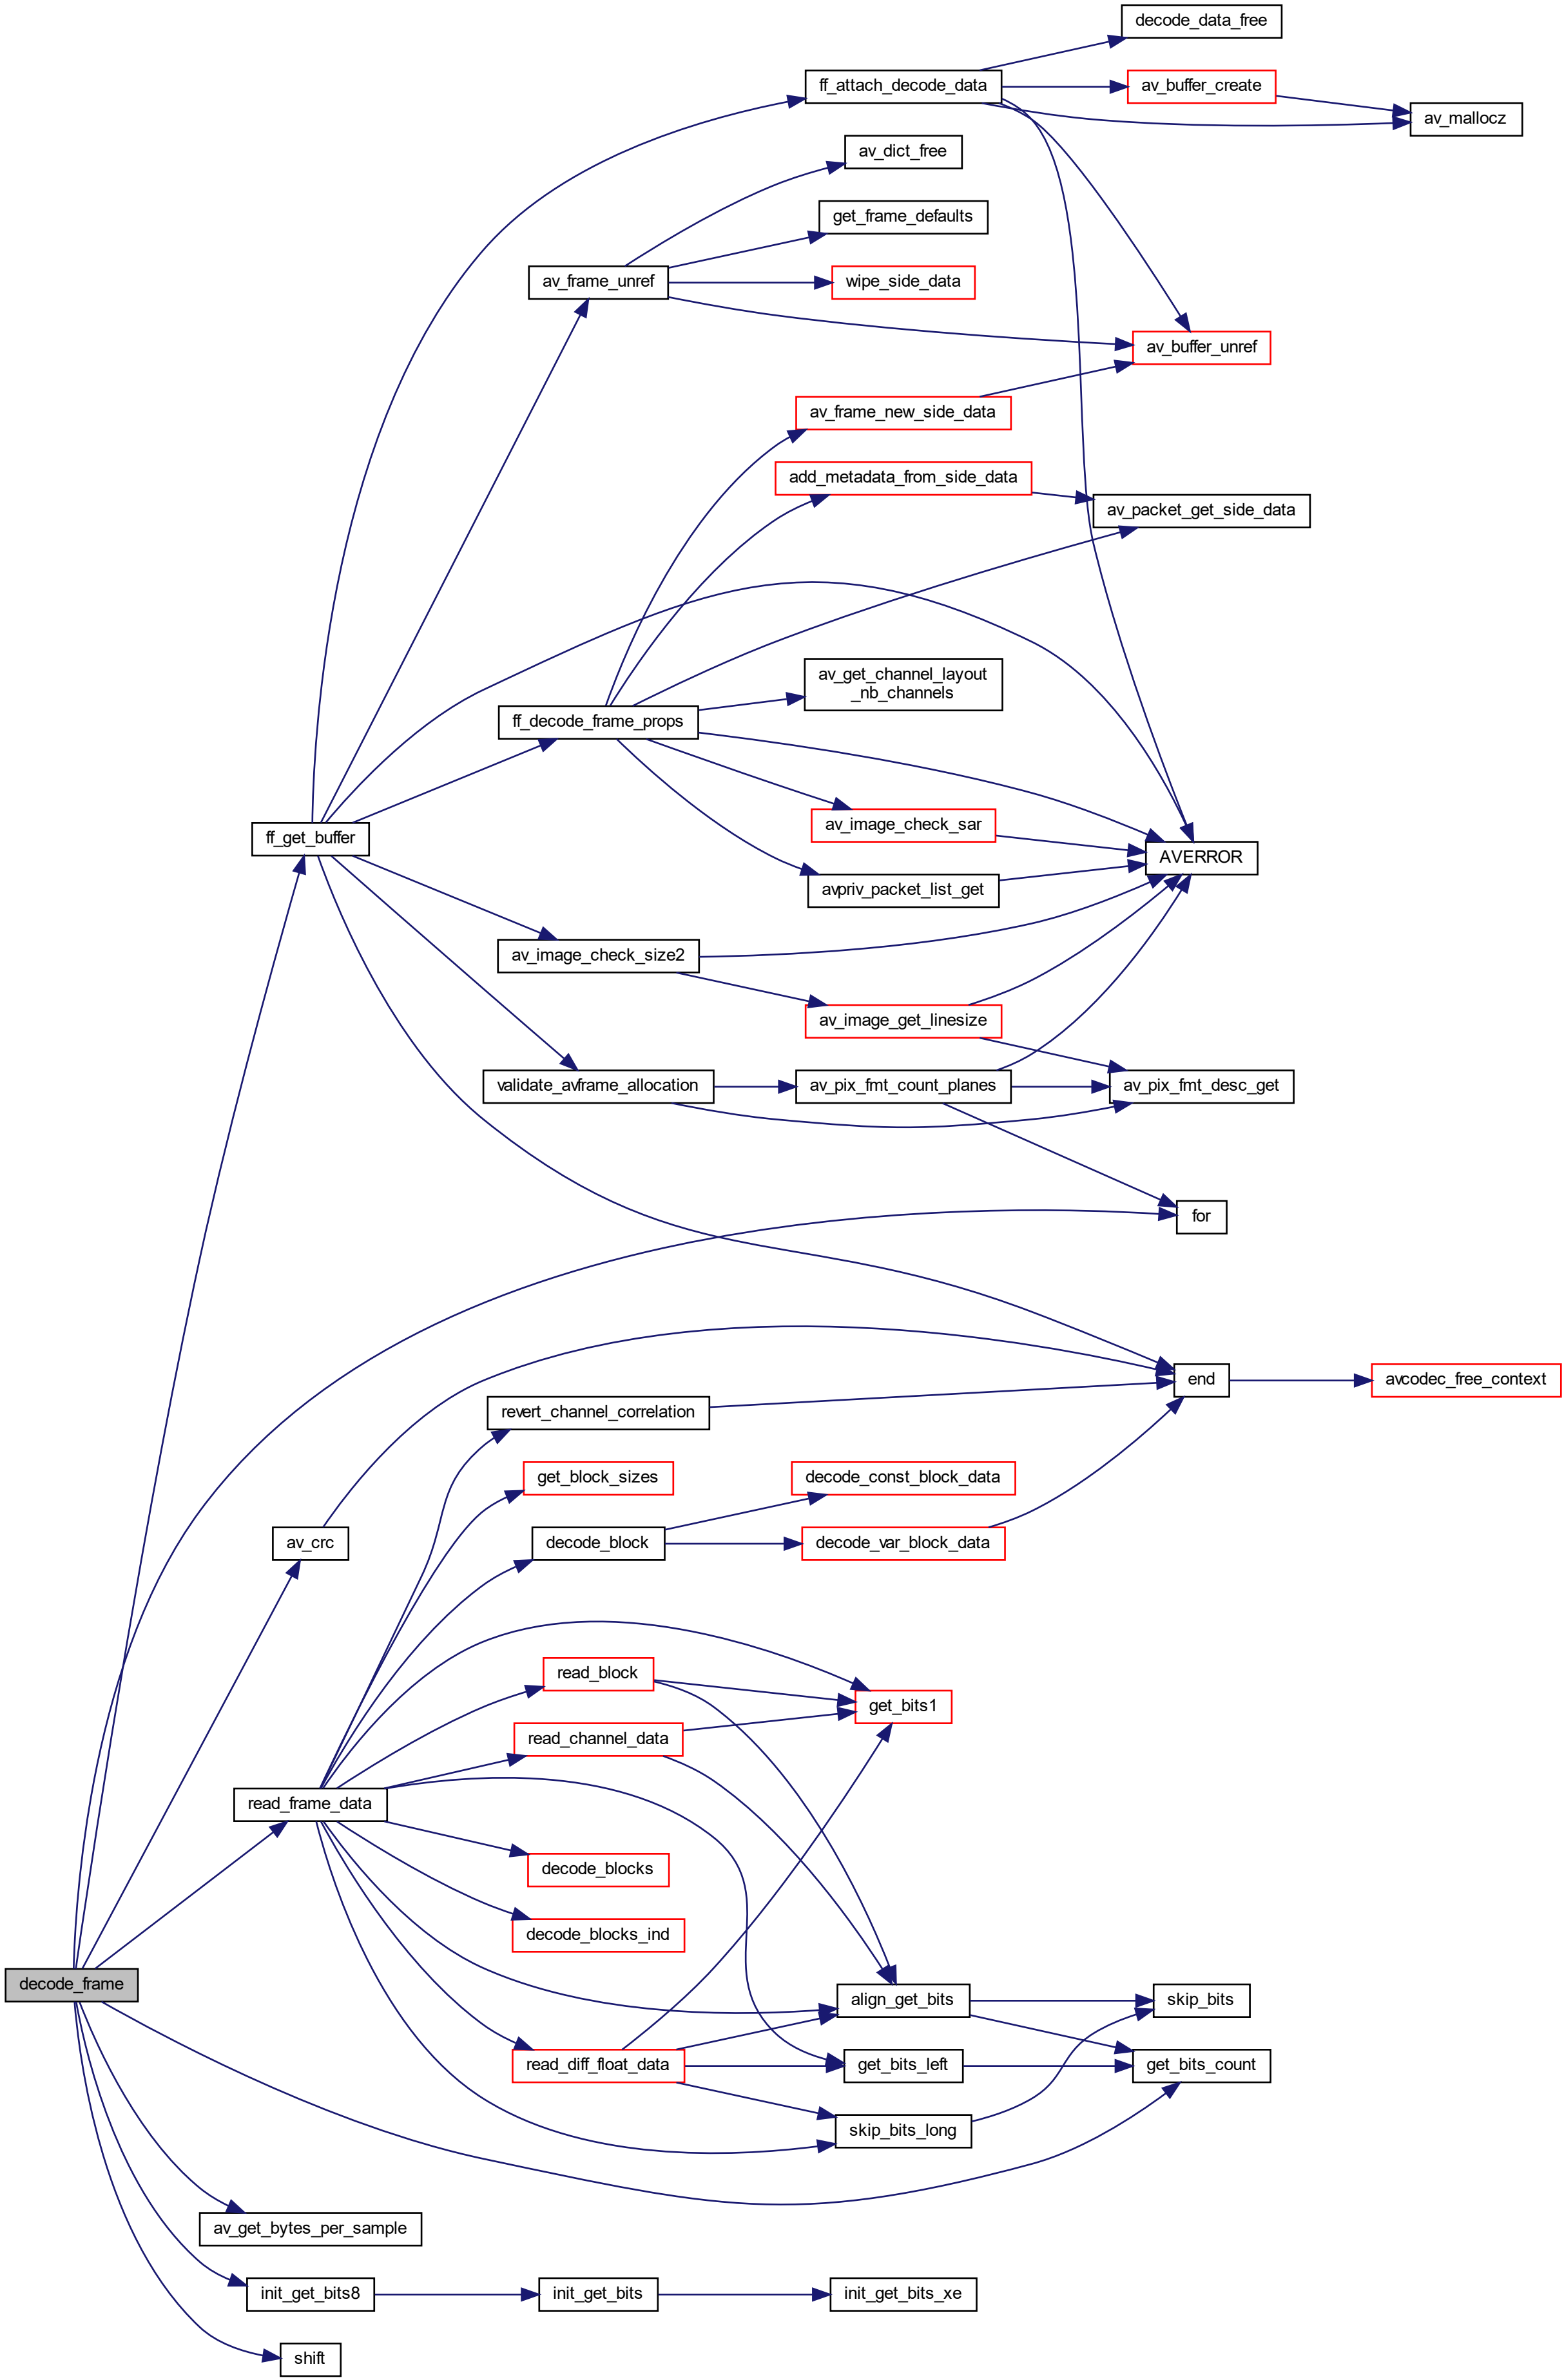 decode_data_free
ff_attach_decode_data
av_buffer_create
av_mallocz
av_dict_free
get_frame_defaults
av_frame_unref
wipe_side_data
av_buffer_unref
av_frame_new_side_data
add_metadata_from_side_data
av_packet_get_side_data
av_get_channel_layout
_nb_channels
ff_decode_frame_props
ff_get_buffer
av_image_check_sar
AVERROR
avpriv_packet_list_get
av_image_check_size2
av_image_get_linesize
validate_avframe_allocation
av_pix_fmt_count_planes
av_pix_fmt_desc_get
for
end
avcodec_free_context
revert_channel_correlation
get_block_sizes
decode_const_block_data
av_crc
decode_block
decode_var_block_data
read_block
get_bits1
read_channel_data
read_frame_data
decode_blocks
decode_blocks_ind
decode_frame
align_get_bits
skip_bits
read_diff_float_data
get_bits_left
get_bits_count
skip_bits_long
av_get_bytes_per_sample
init_get_bits8
init_get_bits
init_get_bits_xe
shift